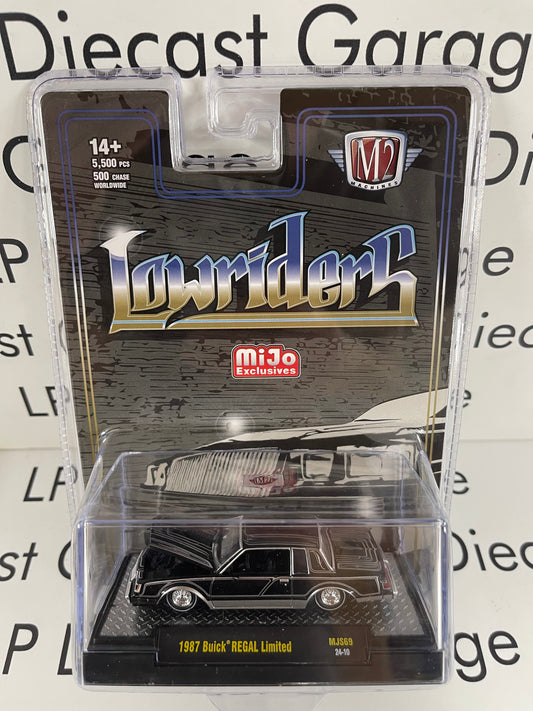 Diecast Garage
14+
5,500 PCS
500 CHASE
WORLDWIDE
M2
MACHINES
Lowriders
MiJo
Exclusives
1987 Buick® REGAL Limited
MJS69
24-10